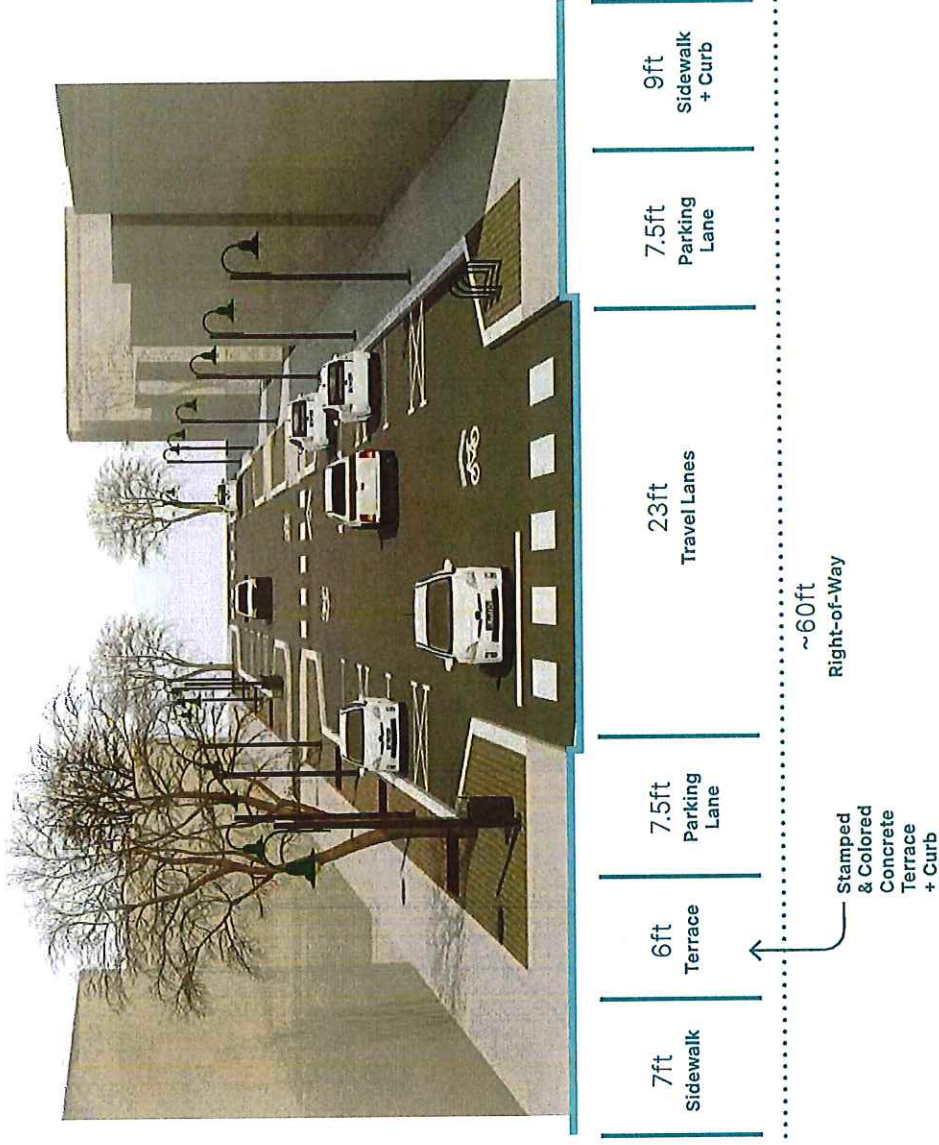 7ft
Sidewalk
6ft
Terrace
7.5ft
Parking
Lane
23ft
Travel Lanes
7.5ft
Parking
Lane
9ft
Sidewalk
+ Curb
Stamped
& Colored
Concrete
Terrace
+ Curb
~60ft
Right-of-Way